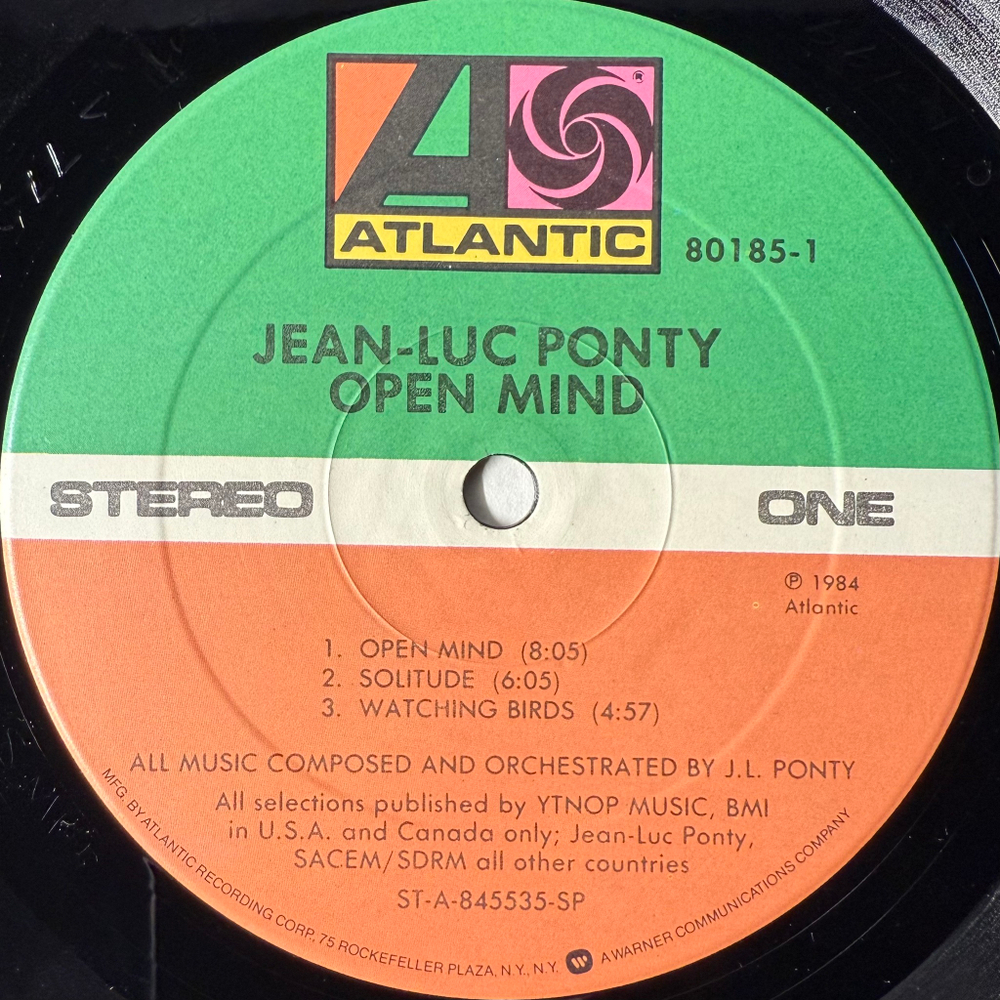 ®
ATLANTIC
80185-1
JEAN-LUC PONTY
OPEN MIND
STEREO
ONE
℗ 1984
Atlantic
1. OPEN MIND (8:05)
2. SOLITUDE (6:05)
3. WATCHING BIRDS (4:57)
ALL MUSIC COMPOSED AND ORCHESTRATED BY J.L. PONTY
All selections published by YTNOP MUSIC, BMI
in U.S.A. and Canada only; Jean-Luc Ponty,
SACEM/SDRM all other countries
ST-A-845535-SP
MFG. BY ATLANTIC RECORDING CORP., 75 ROCKEFELLER PLAZA, N.Y., N.Y. A WARNER COMMUNICATIONS COMPANY